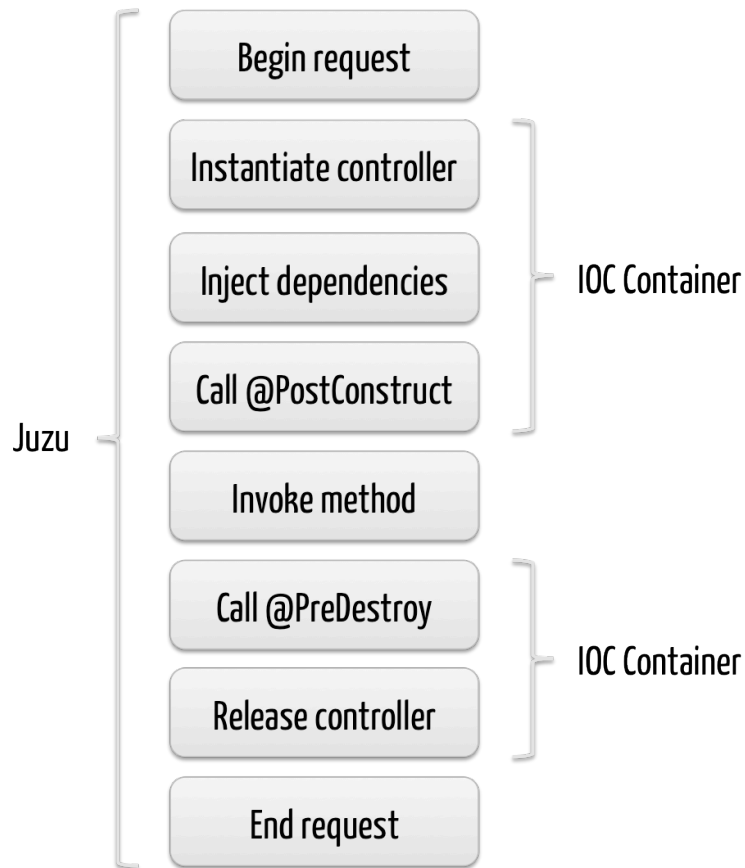 Begin request
Instantiate controller
Inject dependencies
IOC Container
Call @PostConstruct
Juzu
Invoke method
Call @PreDestroy
IOC Container
Release controller
End request